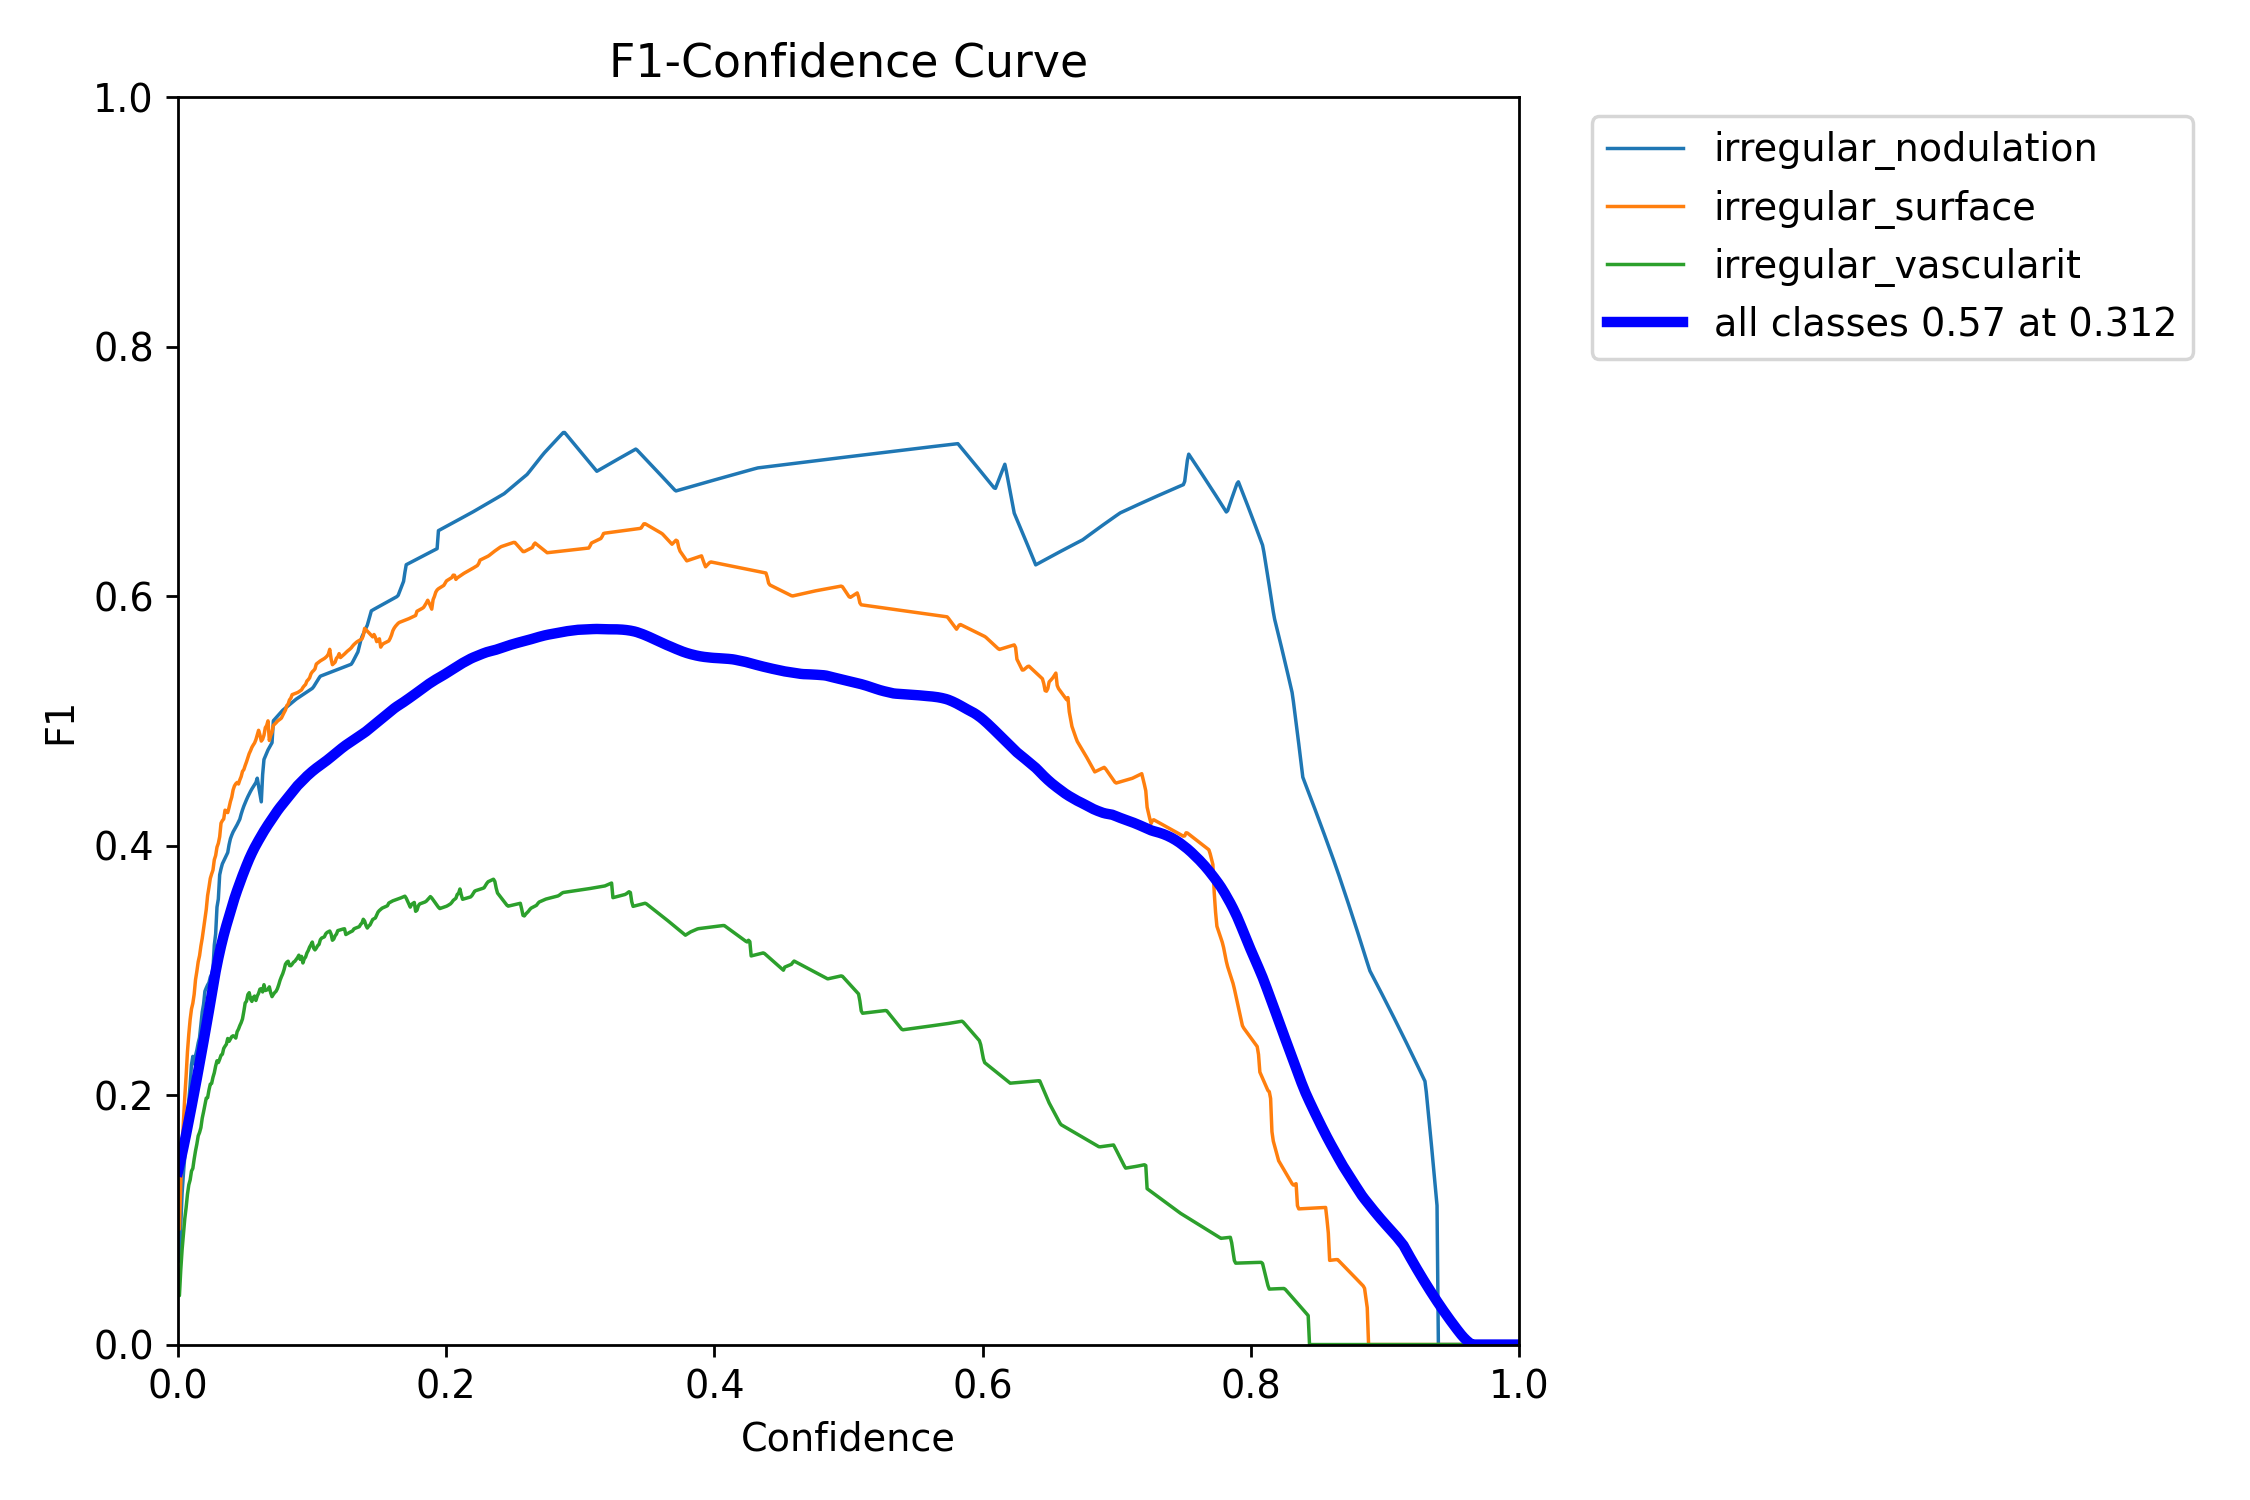 F1-Confidence Curve
1.0
0.8
0.6
0.4
0.2
0.0
F1
0.0 0.2 0.4 0.6 0.8 1.0
Confidence
irregular_nodulation
irregular_surface
irregular_vascularit
all classes 0.57 at 0.312